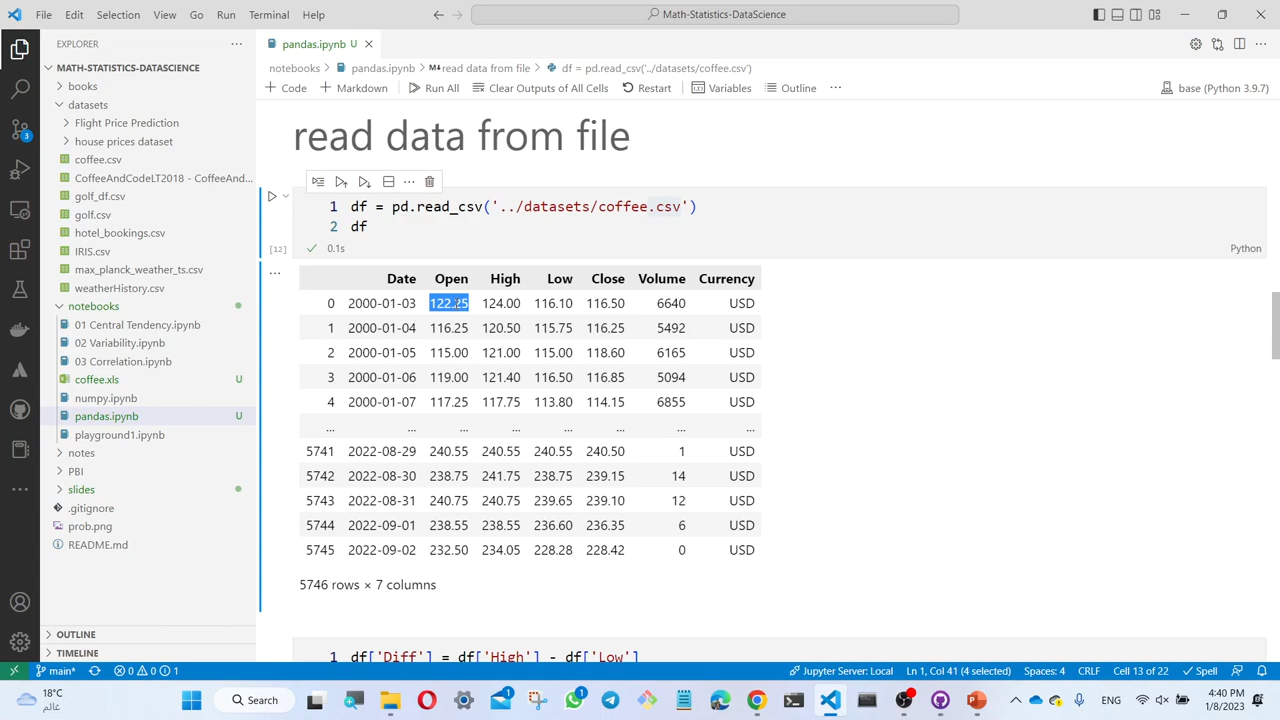 File Edit Selection View Go Run Terminal Help
Math-Statistics-DataScience
EXPLORER
MATH-STATISTICS-DATASCIENCE
books
datasets
Flight Price Prediction
house prices dataset
coffee.csv
CoffeeAndCodeLT2018 - CoffeeAnd...
golf_df.csv
golf.csv
hotel_bookings.csv
IRIS.csv
max_planck_weather_ts.csv
weatherHistory.csv
notebooks
01 Central Tendency.ipynb
02 Variability.ipynb
03 Correlation.ipynb
coffee.xls U
numpy.ipynb
pandas.ipynb U
playground1.ipynb
notes
PBI
slides
.gitignore
prob.png
README.md
OUTLINE
TIMELINE
3
pandas.ipynb U
notebooks > pandas.ipynb > M↓read data from file > df = pd.read_csv('../datasets/coffee.csv')
+ Code + Markdown Run All Clear Outputs of All Cells Restart Variables Outline ... base (Python 3.9.7)
read data from file
1 df = pd.read_csv('../datasets/coffee.csv')
2 df
[12] 0.1s Python
Date Open High Low Close Volume Currency
0 2000-01-03 122.25 124.00 116.10 116.50 6640 USD
1 2000-01-04 116.25 120.50 115.75 116.25 5492 USD
2 2000-01-05 115.00 121.00 115.00 118.60 6165 USD
3 2000-01-06 119.00 121.40 116.50 116.85 5094 USD
4 2000-01-07 117.25 117.75 113.80 114.15 6855 USD
... ... ... ... ... ... ... ...
5741 2022-08-29 240.55 240.55 240.55 240.50 1 USD
5742 2022-08-30 238.75 241.75 238.75 239.15 14 USD
5743 2022-08-31 240.75 240.75 239.65 239.10 12 USD
5744 2022-09-01 238.55 238.55 236.60 236.35 6 USD
5745 2022-09-02 232.50 234.05 228.28 228.42 0 USD
5746 rows × 7 columns
1 df['Diff'] = df['High'] - df['Low']
main* 0 0 1 Jupyter Server: Local Ln 1, Col 41 (4 selected) Spaces: 4 CRLF Cell 13 of 22 Spell
18°C
غائم
Search
1
1
ENG
4:40 PM
1/8/2023